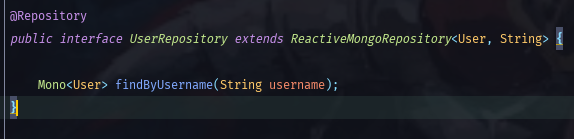 @Repository
public interface UserRepository extends ReactiveMongoRepository<User, String> {
Mono<User> findByUsername(String username);
}